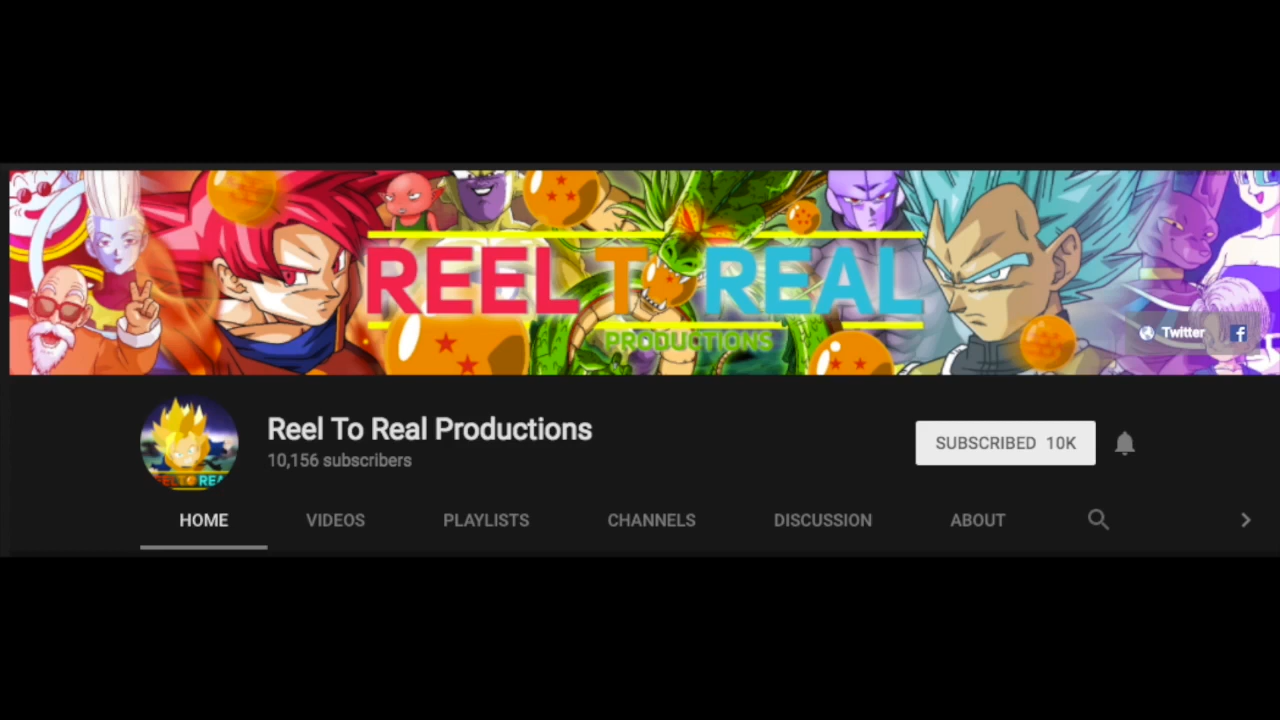 REEL TO REAL
PRODUCTIONS
Twitter
Reel To Real Productions
10,156 subscribers
SUBSCRIBED 10K
HOME VIDEOS PLAYLISTS CHANNELS DISCUSSION ABOUT